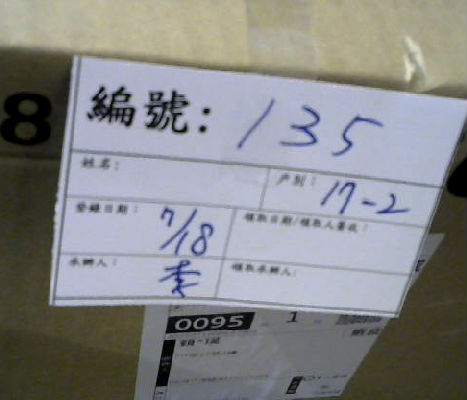 8
編號: 135
姓名: 戶別: 17-2
登錄日期: 7/18 領取日期/領取人簽收:
承辦人: 李 領取承辦人:
0095 1